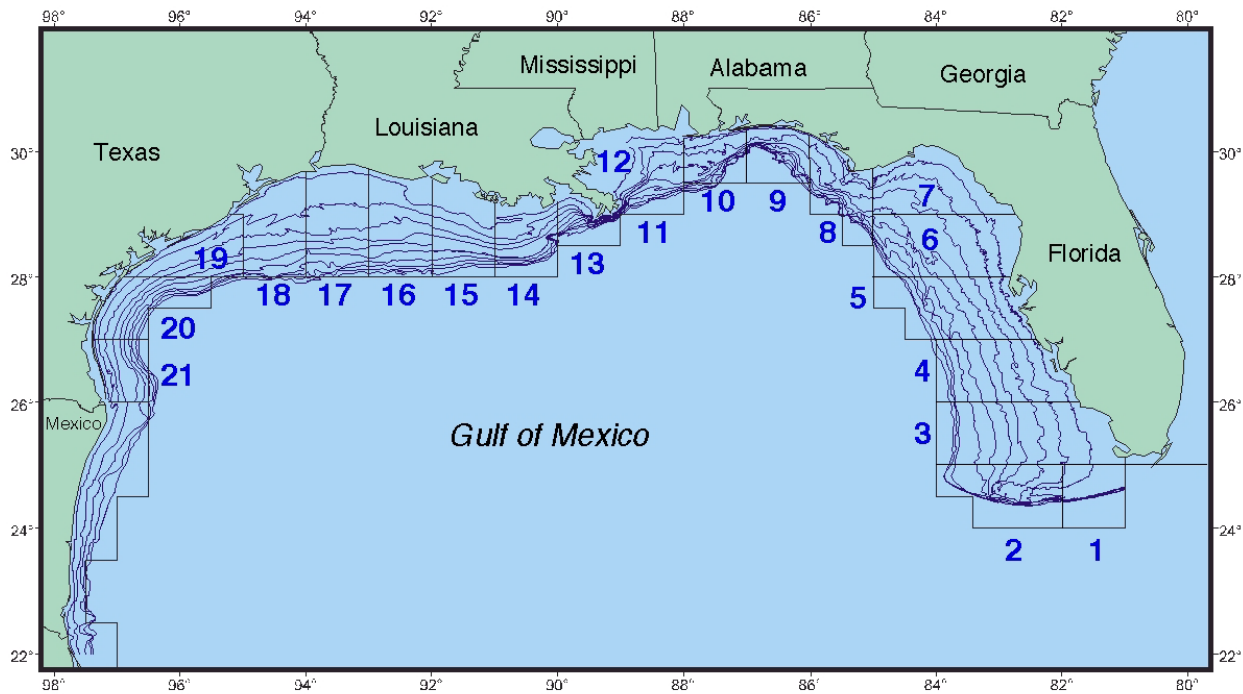 98° 96° 94° 92° 90° 88° 86° 84° 82° 80°
Mississippi
Alabama
Georgia
Louisiana
Texas
30° 30°
12
7
10 9
11
8
6
Florida
19
13
28° 28°
18 17 16 15 14
5
20
21
4
26° 26°
Mexico
Gulf of Mexico
3
24° 24°
2 1
22° 22°
98° 96° 94° 92° 90° 88° 86° 84° 82° 80°